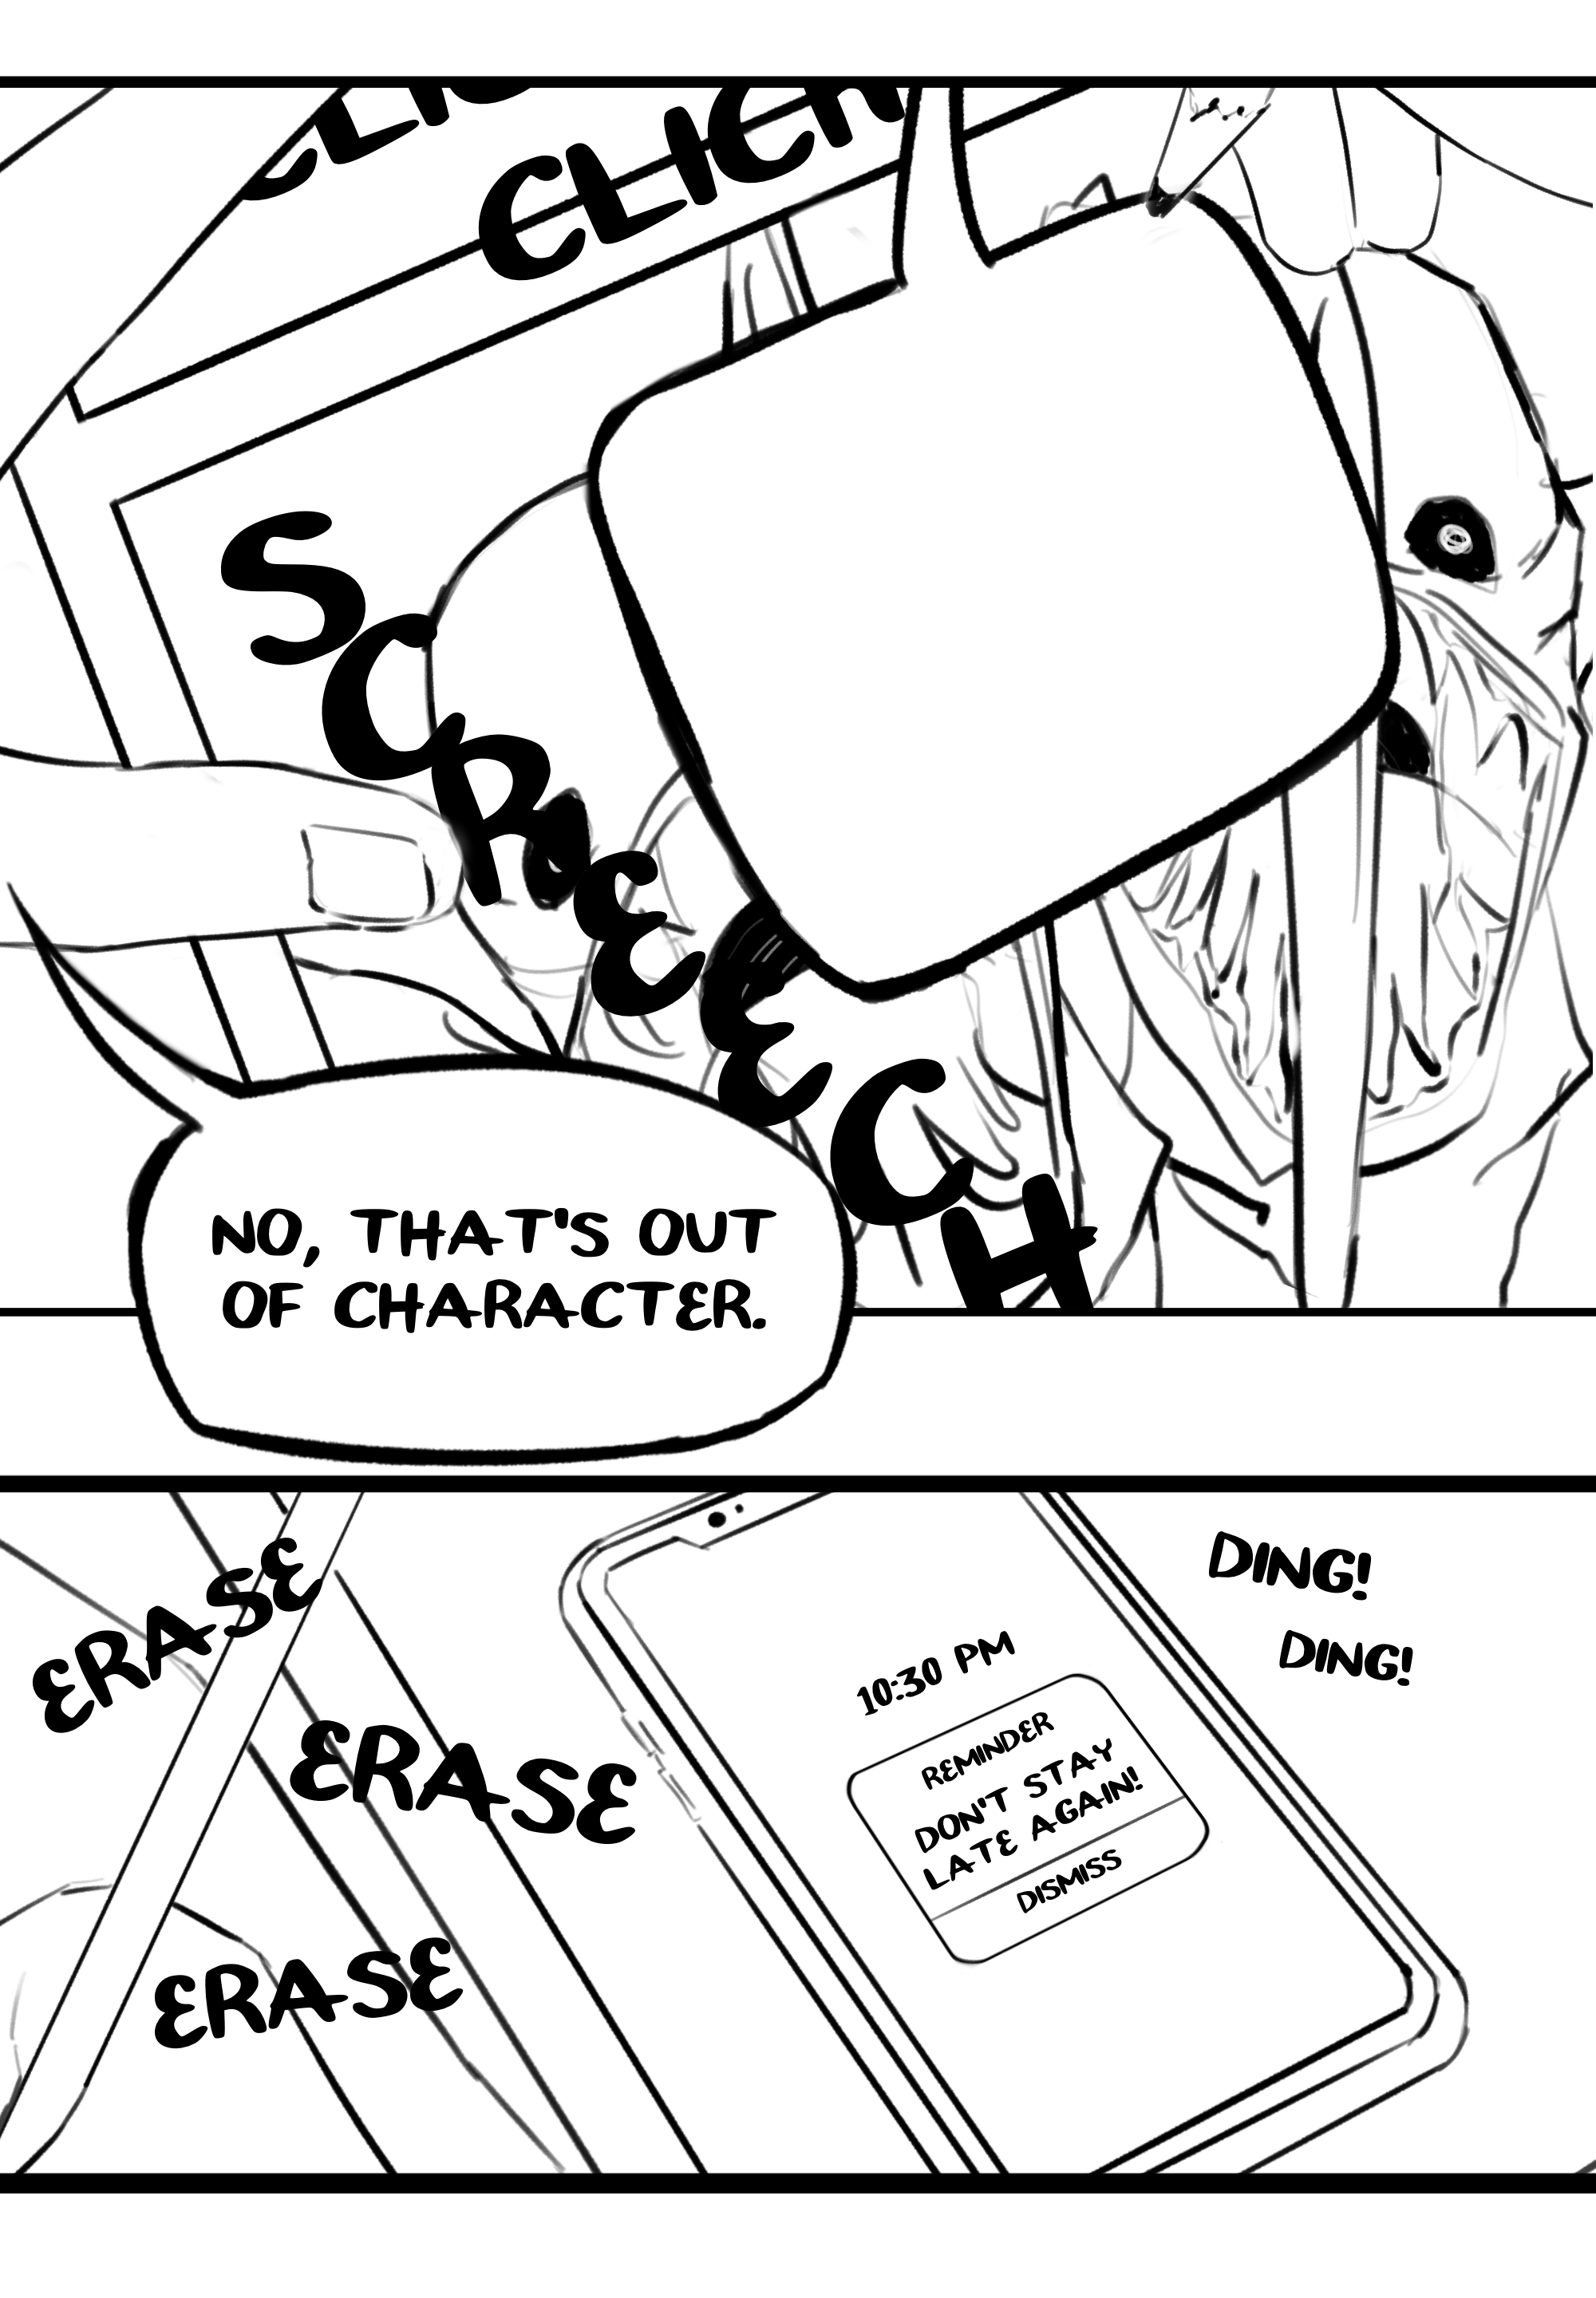 CLICK
CLICK
SCREECH
NO, THAT'S OUT
OF CHARACTER.
ERASE
ERASE
ERASE
10:30 PM
REMINDER
DON'T STAY
LATE AGAIN!
DISMISS
DING!
DING!